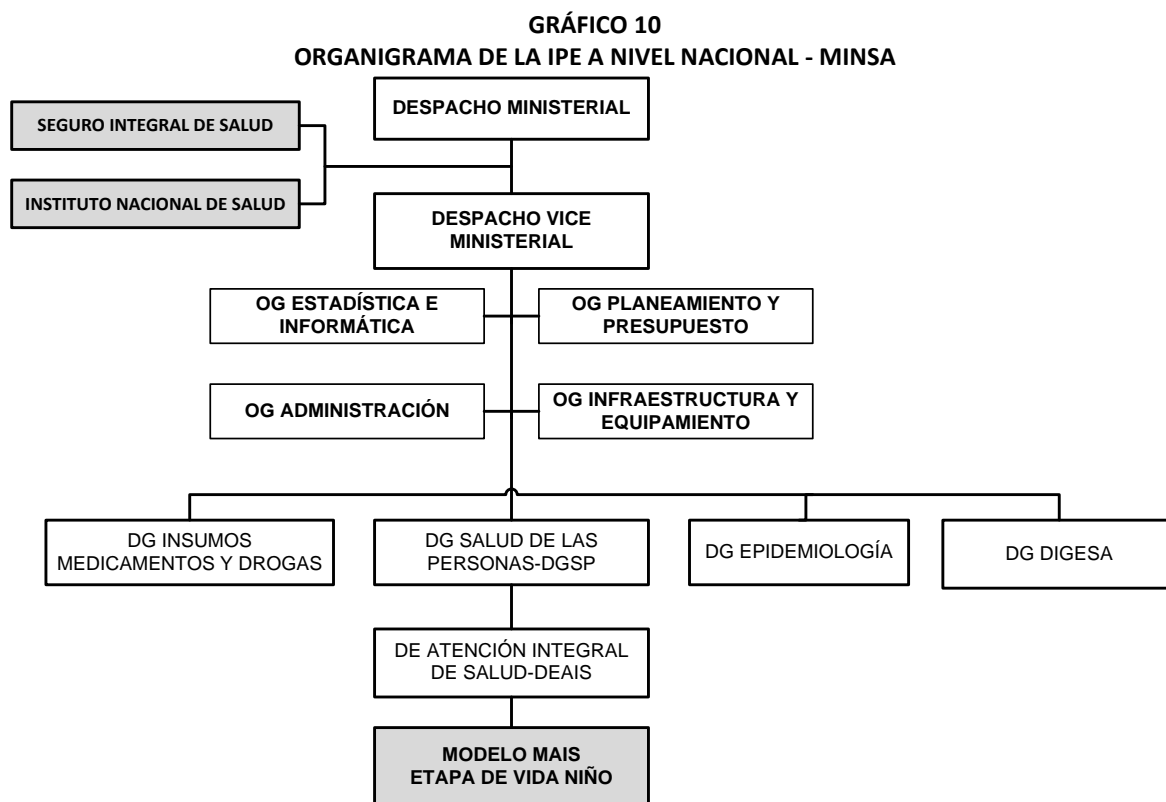 GRÁFICO 10
ORGANIGRAMA DE LA IPE A NIVEL NACIONAL - MINSA
DESPACHO MINISTERIAL
SEGURO INTEGRAL DE SALUD
INSTITUTO NACIONAL DE SALUD
DESPACHO VICE
MINISTERIAL
OG ESTADÍSTICA E
INFORMÁTICA
OG PLANEAMIENTO Y
PRESUPUESTO
OG ADMINISTRACIÓN
OG INFRAESTRUCTURA Y
EQUIPAMIENTO
DG INSUMOS
MEDICAMENTOS Y DROGAS
DG SALUD DE LAS
PERSONAS-DGSP
DG EPIDEMIOLOGÍA
DG DIGESA
DE ATENCIÓN INTEGRAL
DE SALUD-DEAIS
MODELO MAIS
ETAPA DE VIDA NIÑO